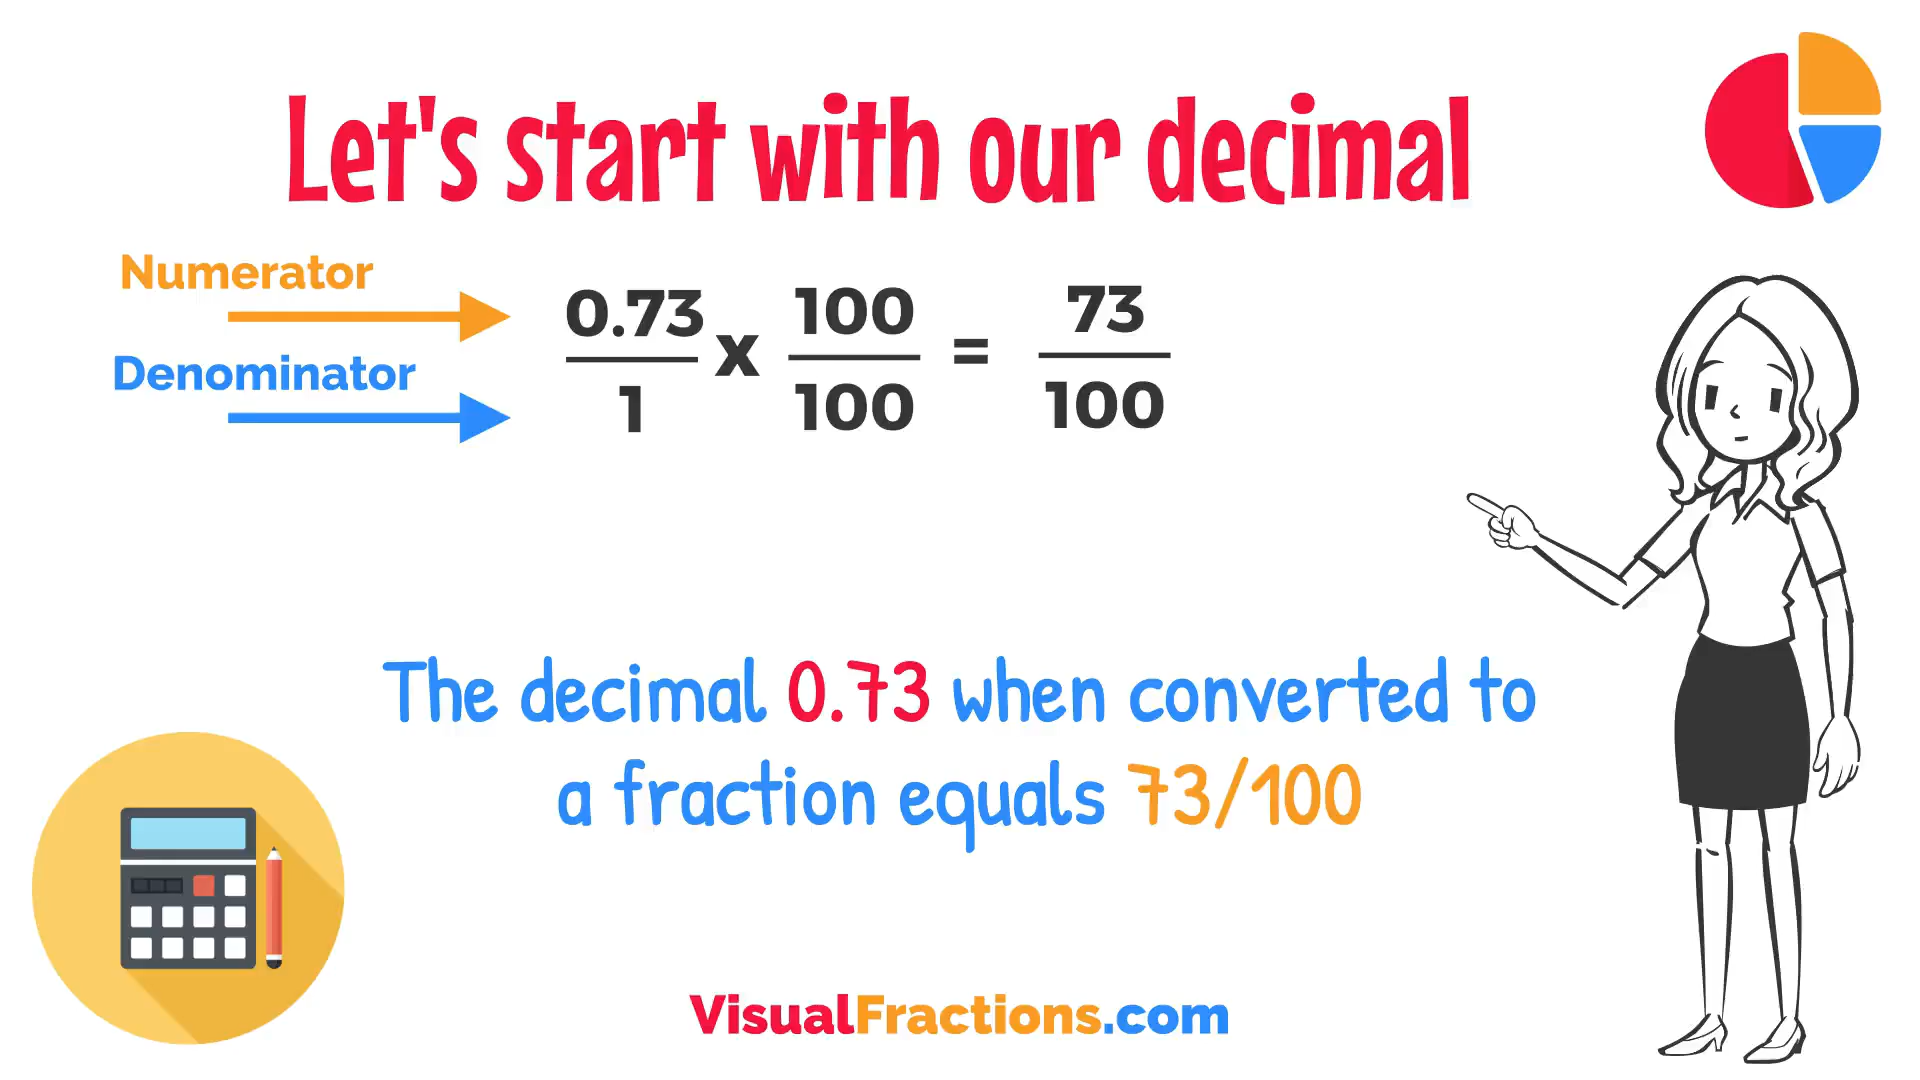 Let's start with our decimal
Numerator
Denominator
0.73 100 73
x =
1 100 100
The decimal 0.73 when converted to
a fraction equals 73/100
VisualFractions.com